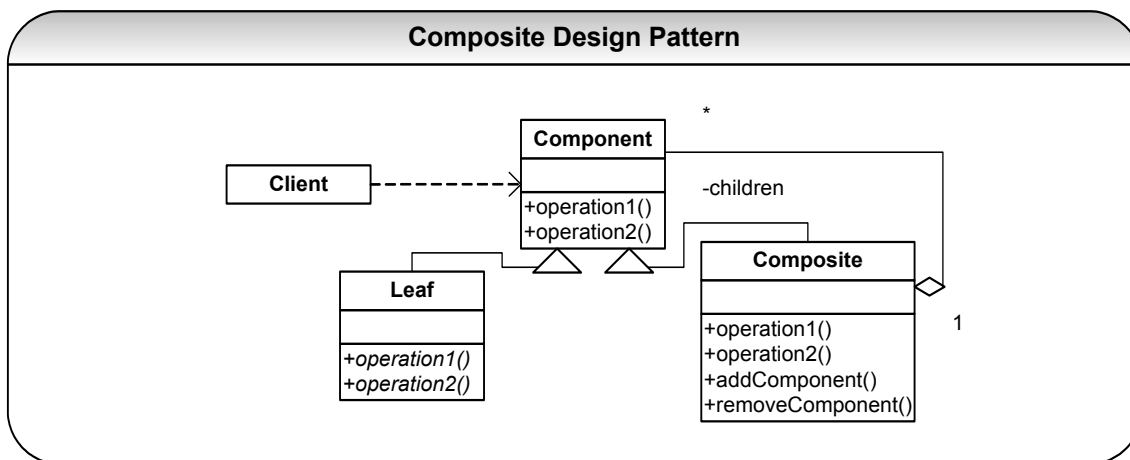 Composite Design Pattern
*
Component
Client
-children
+operation1()
+operation2()
Composite
Leaf
1
+operation1()
+operation2()
+addComponent()
+removeComponent()
+operation1()
+operation2()